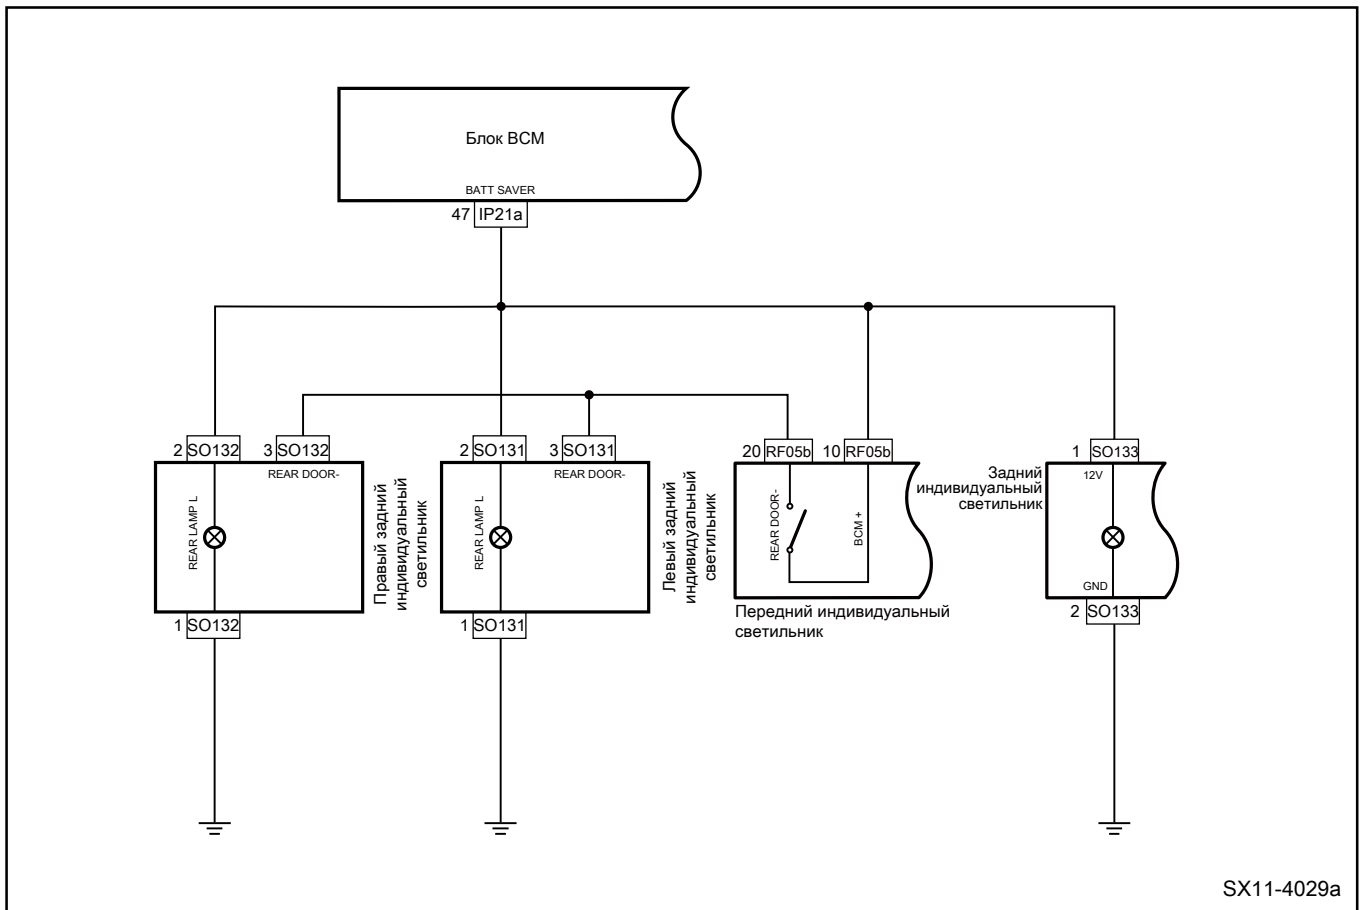 Блок BCM
BATT SAVER
47 IP21a
2 SO132
3 SO132
REAR DOOR-
REAR LAMP L
1 SO132
Правый задний
индивидуальный
светильник
2 SO131
3 SO131
REAR DOOR-
REAR LAMP L
1 SO131
Левый задний
индивидуальный
светильник
20 RF05b
10 RF05b
REAR DOOR-
BCM +
Передний индивидуальный
светильник
Задний
индивидуальный
светильник
1 SO133
12V
GND
2 SO133
SX11-4029a